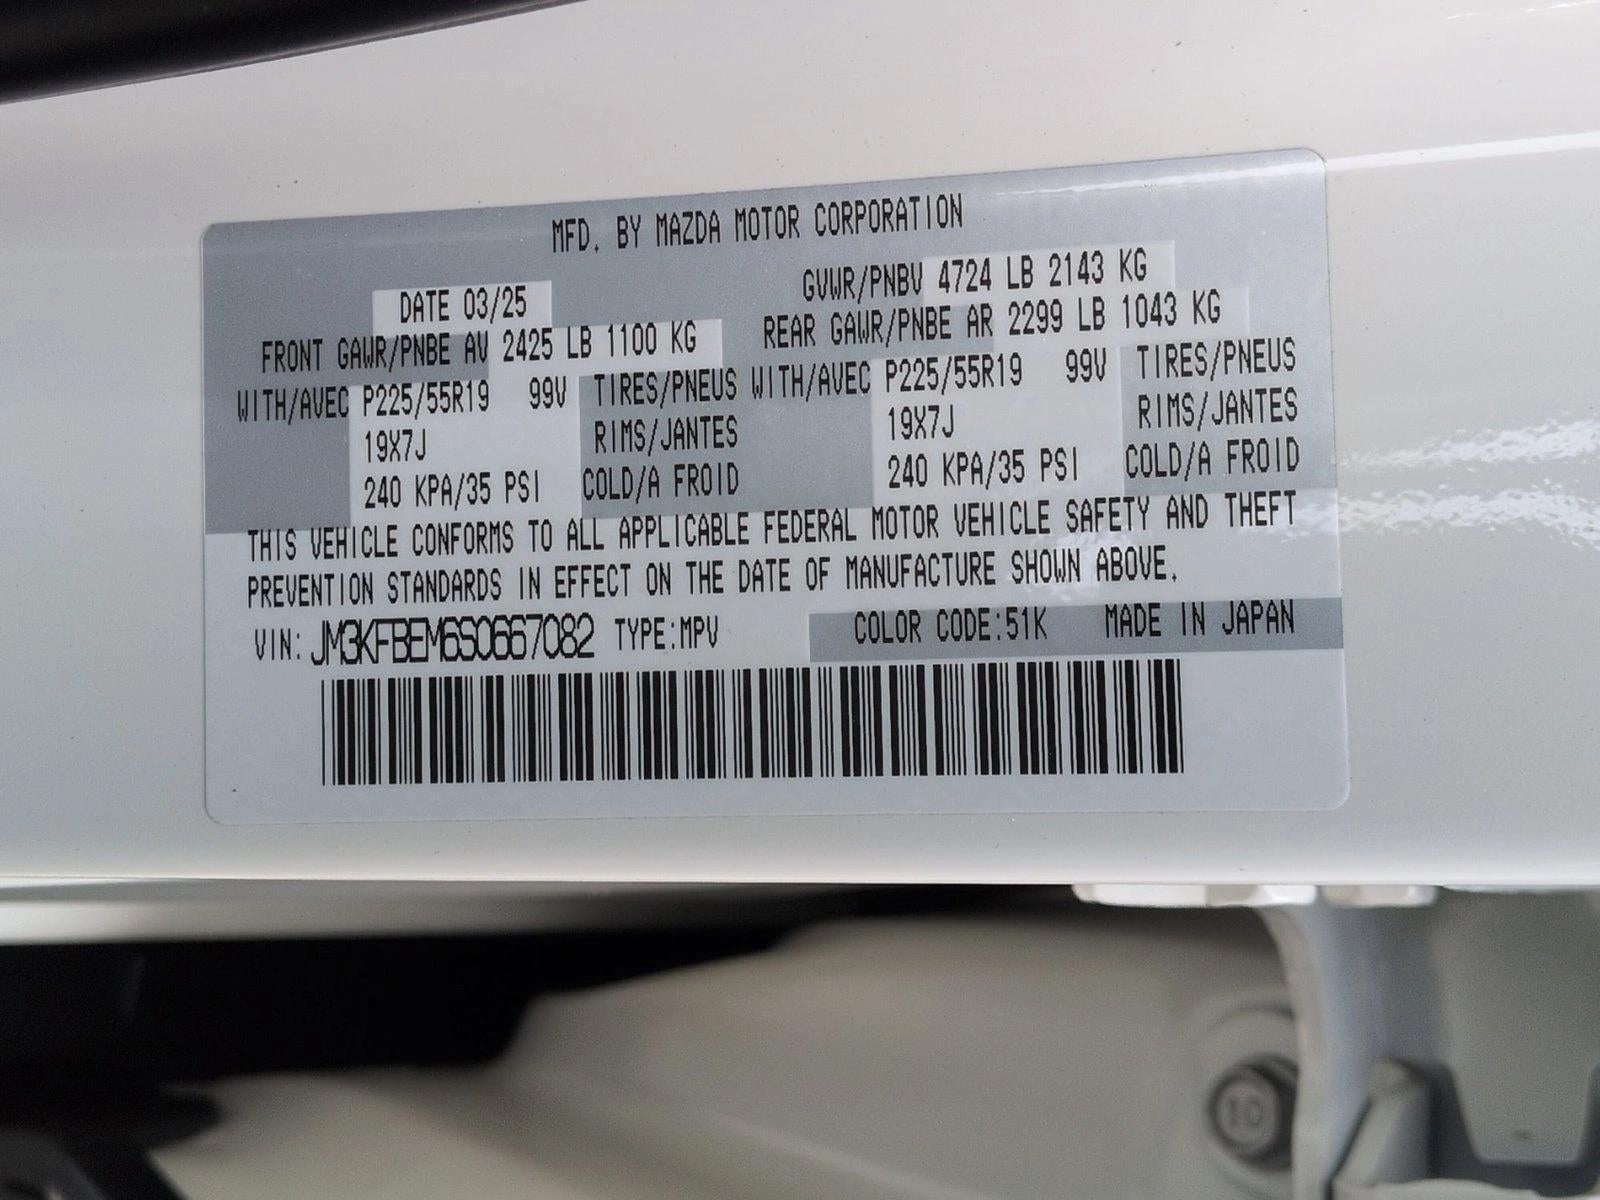 MFD. BY MAZDA MOTOR CORPORATION
DATE 03/25 GVWR/PNBV 4724 LB 2143 KG
FRONT GAWR/PNBE AV 2425 LB 1100 KG REAR GAWR/PNBE AR 2299 LB 1043 KG
WITH/AVEC P225/55R19 99V TIRES/PNEUS WITH/AVEC P225/55R19 99V TIRES/PNEUS
19X7J RIMS/JANTES 19X7J RIMS/JANTES
240 KPA/35 PSI COLD/A FROID 240 KPA/35 PSI COLD/A FROID
THIS VEHICLE CONFORMS TO ALL APPLICABLE FEDERAL MOTOR VEHICLE SAFETY AND THEFT
PREVENTION STANDARDS IN EFFECT ON THE DATE OF MANUFACTURE SHOWN ABOVE.
VIN: JM3KFBEM6S0667082 TYPE:MPV COLOR CODE:51K MADE IN JAPAN
10